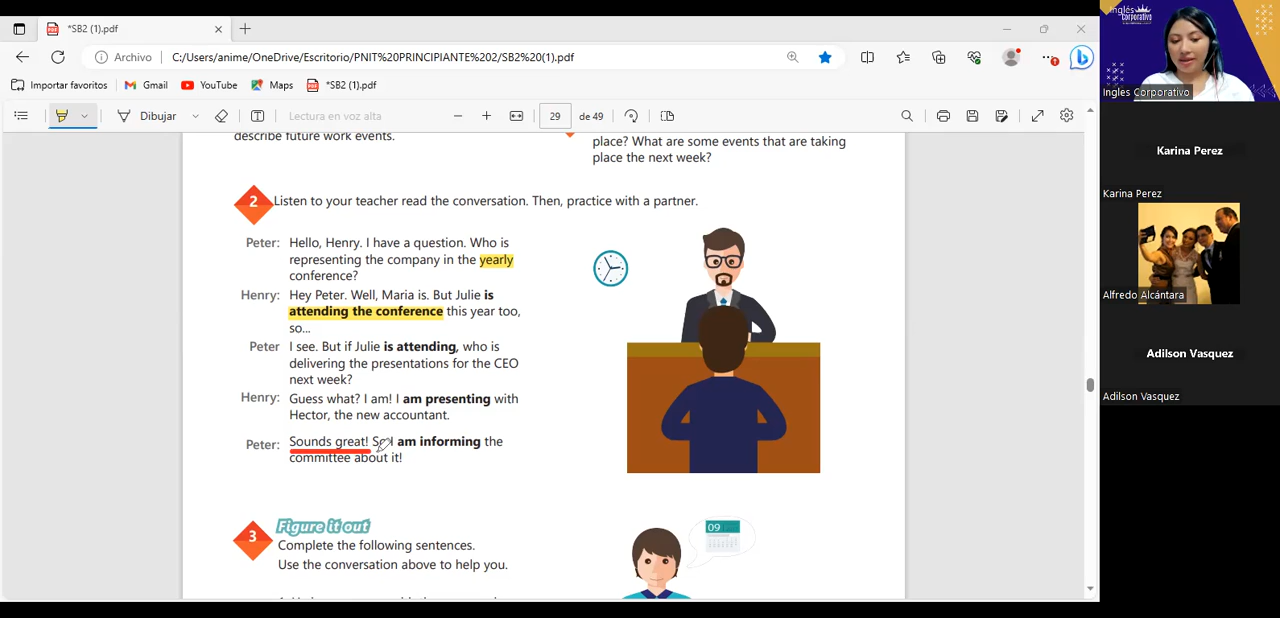 *SB2 (1).pdf
Archivo
C:/Users/anime/OneDrive/Escritorio/PNIT%20PRINCIPIANTE%202/SB2%20(1).pdf
Importar favoritos
Gmail
YouTube
Maps
*SB2 (1).pdf
Dibujar
Lectura en voz alta
29
de 49
describe future work events.
place? What are some events that are taking
place the next week?
2
Listen to your teacher read the conversation. Then, practice with a partner.
Peter: Hello, Henry. I have a question. Who is
representing the company in the yearly
conference?
Henry: Hey Peter. Well, Maria is. But Julie is
attending the conference this year too,
so...
Peter I see. But if Julie is attending, who is
delivering the presentations for the CEO
next week?
Henry: Guess what? I am! I am presenting with
Hector, the new accountant.
Peter: Sounds great! So I am informing the
committee about it!
3
Figure it out
Complete the following sentences.
Use the conversation above to help you.
09
Inglés
Corporativo
Ingles Corporativo
Karina Perez
Karina Perez
Alfredo Alcántara
Adilson Vasquez
Adilson Vasquez